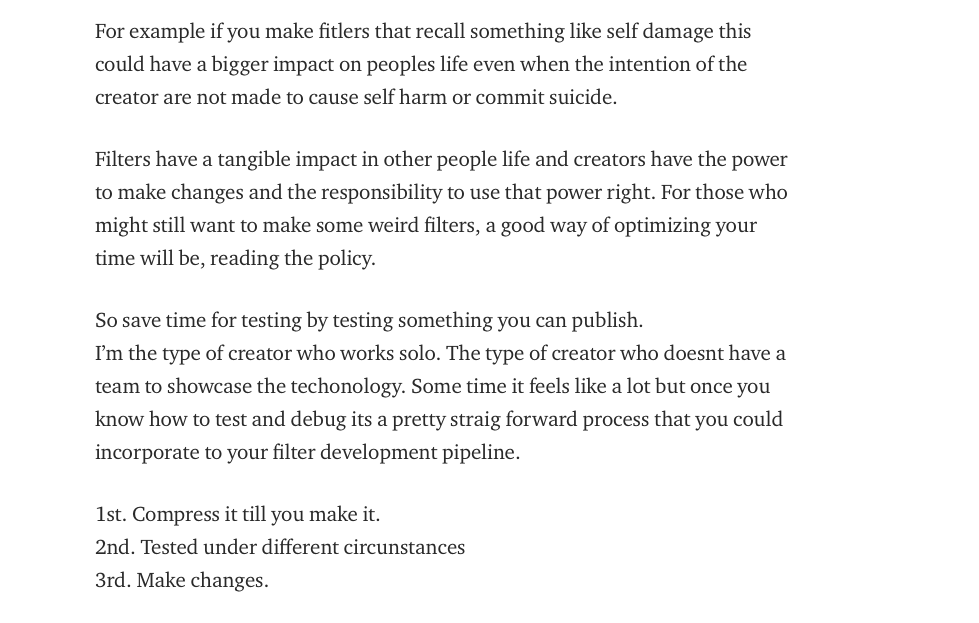 For example if you make fitlers that recall something like self damage this
could have a bigger impact on peoples life even when the intention of the
creator are not made to cause self harm or commit suicide.
Filters have a tangible impact in other people life and creators have the power
to make changes and the responsibility to use that power right. For those who
might still want to make some weird filters, a good way of optimizing your
time will be, reading the policy.
So save time for testing by testing something you can publish.
I’m the type of creator who works solo. The type of creator who doesnt have a
team to showcase the techonology. Some time it feels like a lot but once you
know how to test and debug its a pretty straig forward process that you could
incorporate to your filter development pipeline.
1st. Compress it till you make it.
2nd. Tested under different circunstances
3rd. Make changes.